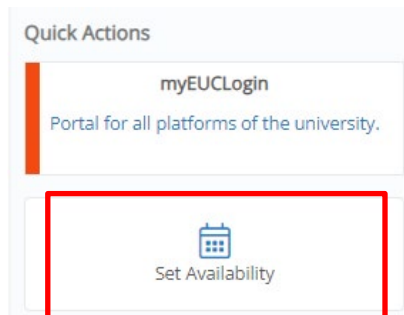 Quick Actions
myEUCLogin
Portal for all platforms of the university.
Set Availability